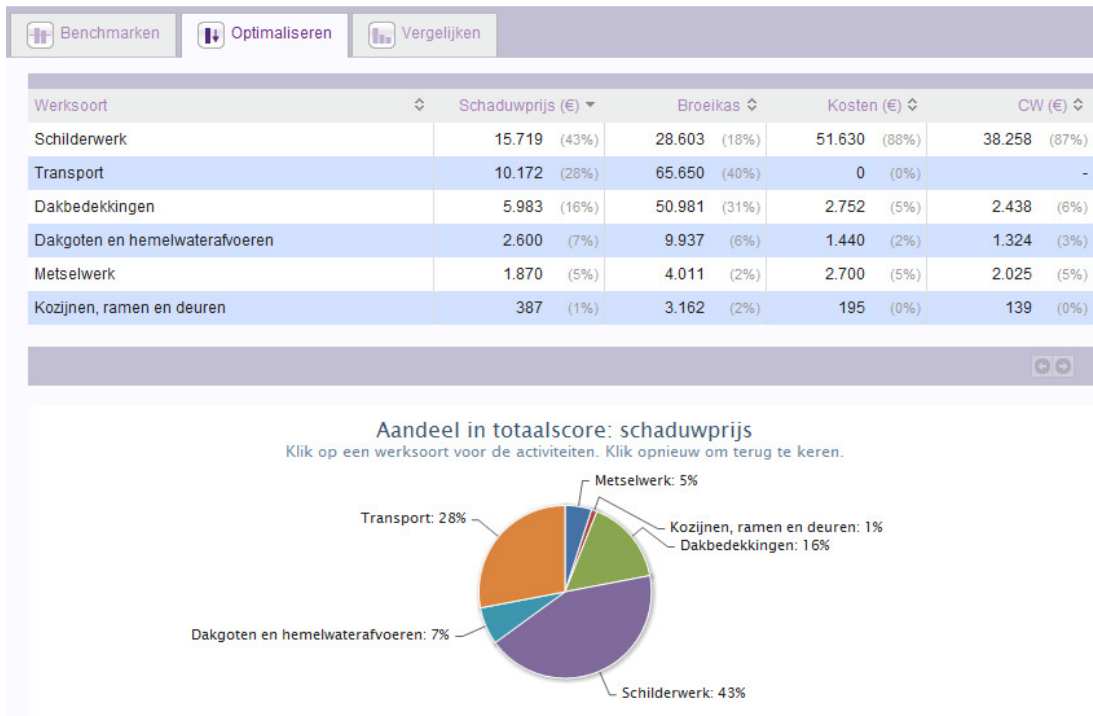 Benchmarken Optimaliseren Vergelijken
Werksoort Schaduwprijs (€) Broeikas Kosten (€) CW (€)
Schilderwerk 15.719 (43%) 28.603 (18%) 51.630 (88%) 38.258 (87%)
Transport 10.172 (28%) 65.650 (40%) 0 (0%) -
Dakbedekkingen 5.983 (16%) 50.981 (31%) 2.752 (5%) 2.438 (6%)
Dakgoten en hemelwaterafvoeren 2.600 (7%) 9.937 (6%) 1.440 (2%) 1.324 (3%)
Metselwerk 1.870 (5%) 4.011 (2%) 2.700 (5%) 2.025 (5%)
Kozijnen, ramen en deuren 387 (1%) 3.162 (2%) 195 (0%) 139 (0%)
Aandeel in totaalscore: schaduwprijs
Klik op een werksoort voor de activiteiten. Klik opnieuw om terug te keren.
Metselwerk: 5%
Transport: 28%
Kozijnen, ramen en deuren: 1%
Dakbedekkingen: 16%
Dakgoten en hemelwaterafvoeren: 7%
Schilderwerk: 43%